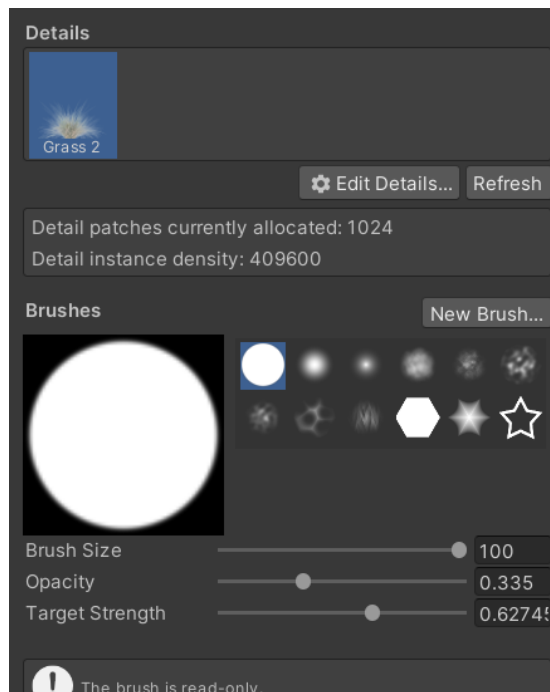 Details
Grass 2
Edit Details...
Refresh
Detail patches currently allocated: 1024
Detail instance density: 409600
Brushes
New Brush...
Brush Size 100
Opacity 0.335
Target Strength 0.62745
The brush is read-only